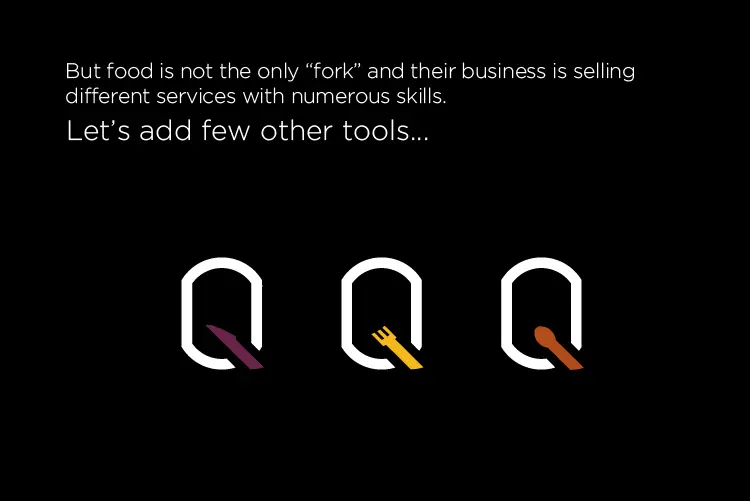 But food is not the only “fork” and their business is selling
different services with numerous skills.
Let’s add few other tools...
Q Q Q